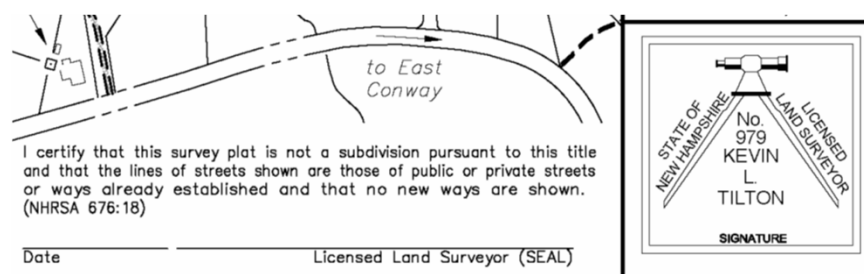 to East
Conway
I certify that this survey plat is not a subdivision pursuant to this title
and that the lines of streets shown are those of public or private streets
or ways already established and that no new ways are shown.
(NHRSA 676:18)
Date
Licensed Land Surveyor (SEAL)
STATE OF
NEW HAMPSHIRE
LICENSED
LAND SURVEYOR
No.
979
KEVIN
L.
TILTON
SIGNATURE